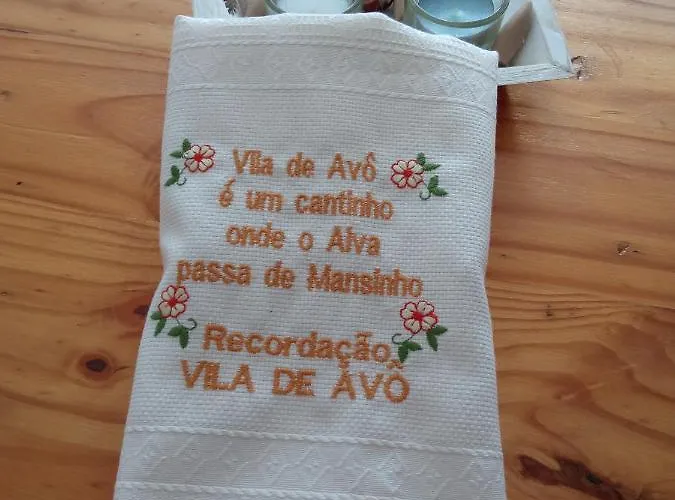 Vila de Avô
é um cantinho
onde o Alva
passa de Mansinho
Recordação
VILA DE AVÔ